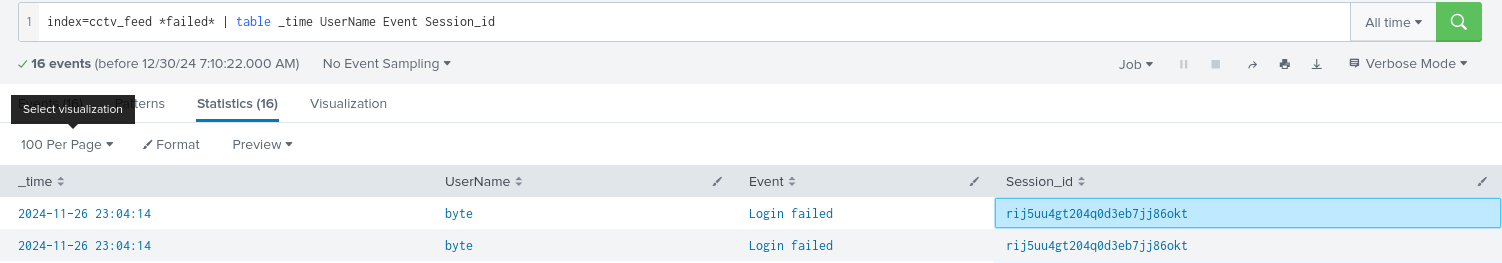 1 index=cctv_feed *failed* | table _time UserName Event Session_id All time
16 events (before 12/30/24 7:10:22.000 AM) No Event Sampling Job Verbose Mode
Events (16) Patterns Statistics (16) Visualization
Select visualization
100 Per Page Format Preview
_time UserName Event Session_id
2024-11-26 23:04:14 byte Login failed rij5uu4gt204q0d3eb7jj86okt
2024-11-26 23:04:14 byte Login failed rij5uu4gt204q0d3eb7jj86okt